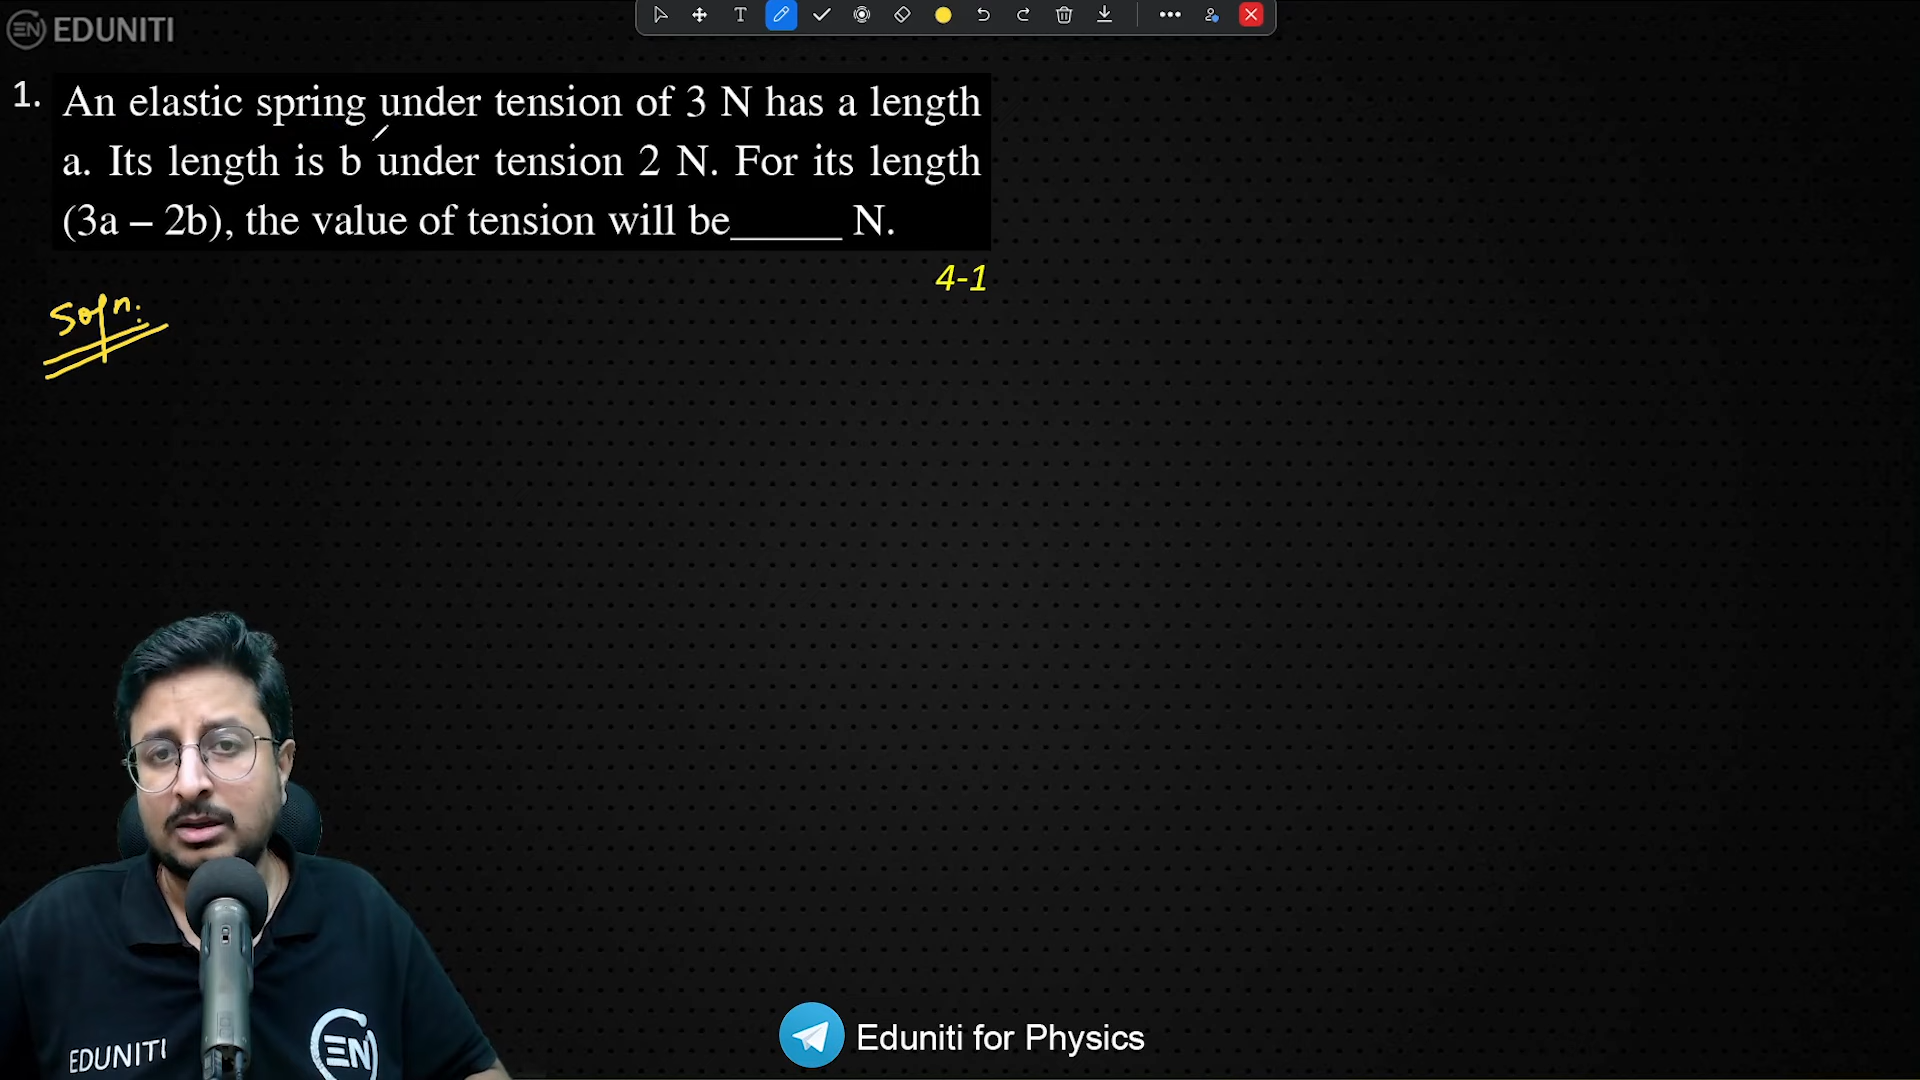 EN EDUNITI
T
1. An elastic spring under tension of 3 N has a length
a. Its length is b under tension 2 N. For its length
(3a – 2b), the value of tension will be______ N.
4-1
Soln:
EDUNITI
EN
Eduniti for Physics